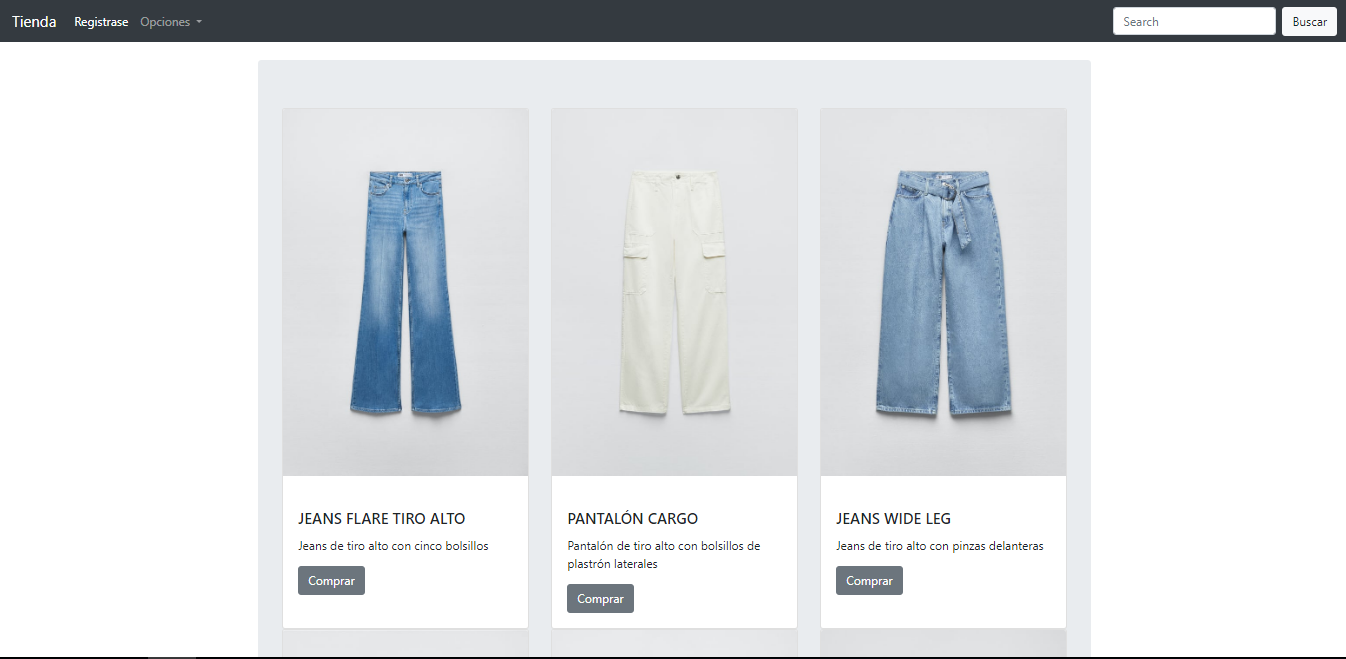 Tienda Registrase Opciones Search Buscar
JEANS FLARE TIRO ALTO
Jeans de tiro alto con cinco bolsillos
Comprar
PANTALÓN CARGO
Pantalón de tiro alto con bolsillos de
plastrón laterales
Comprar
JEANS WIDE LEG
Jeans de tiro alto con pinzas delanteras
Comprar